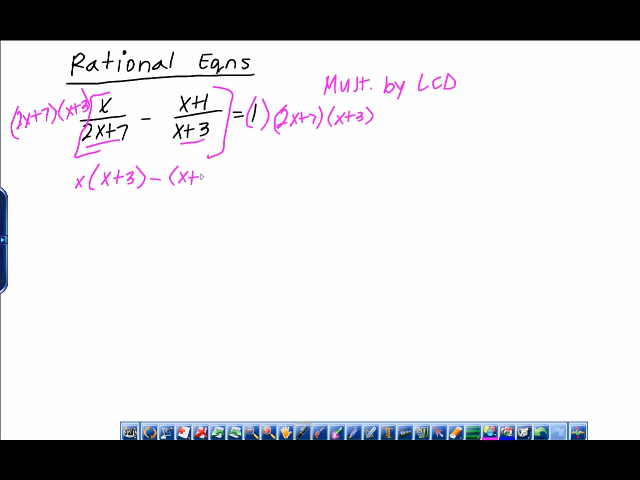 Rational Eqns
Mult. by LCD
(2x+7)(x+3)[x/(2x+7) - (x+1)/(x+3)] = (1)(2x+7)(x+3)
x(x+3) - (x+